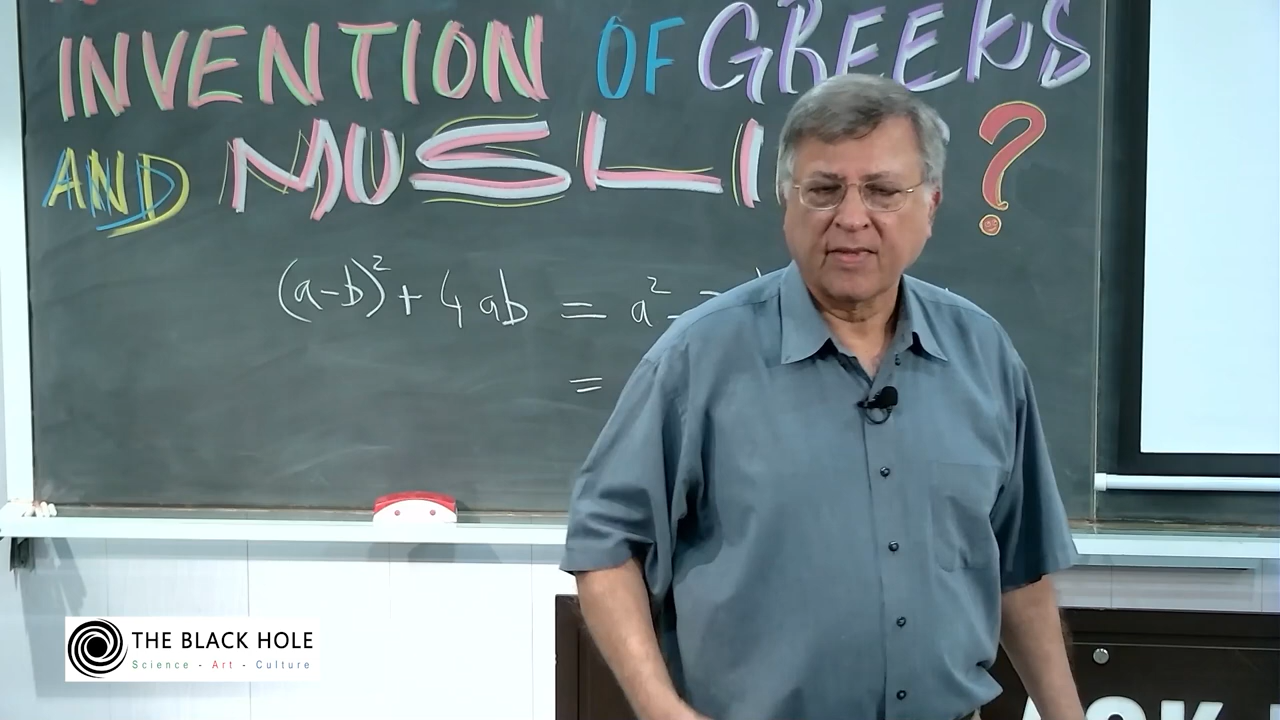 INVENTION OF GREEKS
AND MUSLI ?
(a-b)² + 4ab = a² -
=
THE BLACK HOLE
Science - Art - Culture